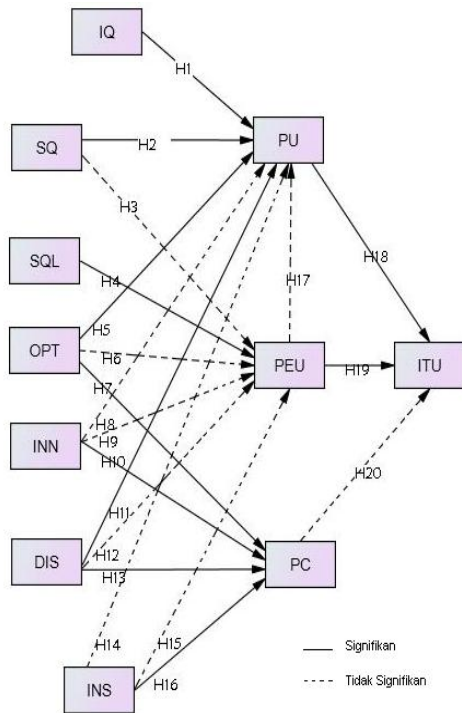 IQ
H1
SQ
H2
PU
H3
SQL
H4
H17
H18
OPT
H5
H6
PEU
H19
ITU
H7
INN
H8
H9
H10
H20
H11
DIS
H12
H13
PC
H14
H15
INS
H16
Signifikan
Tidak Signifikan